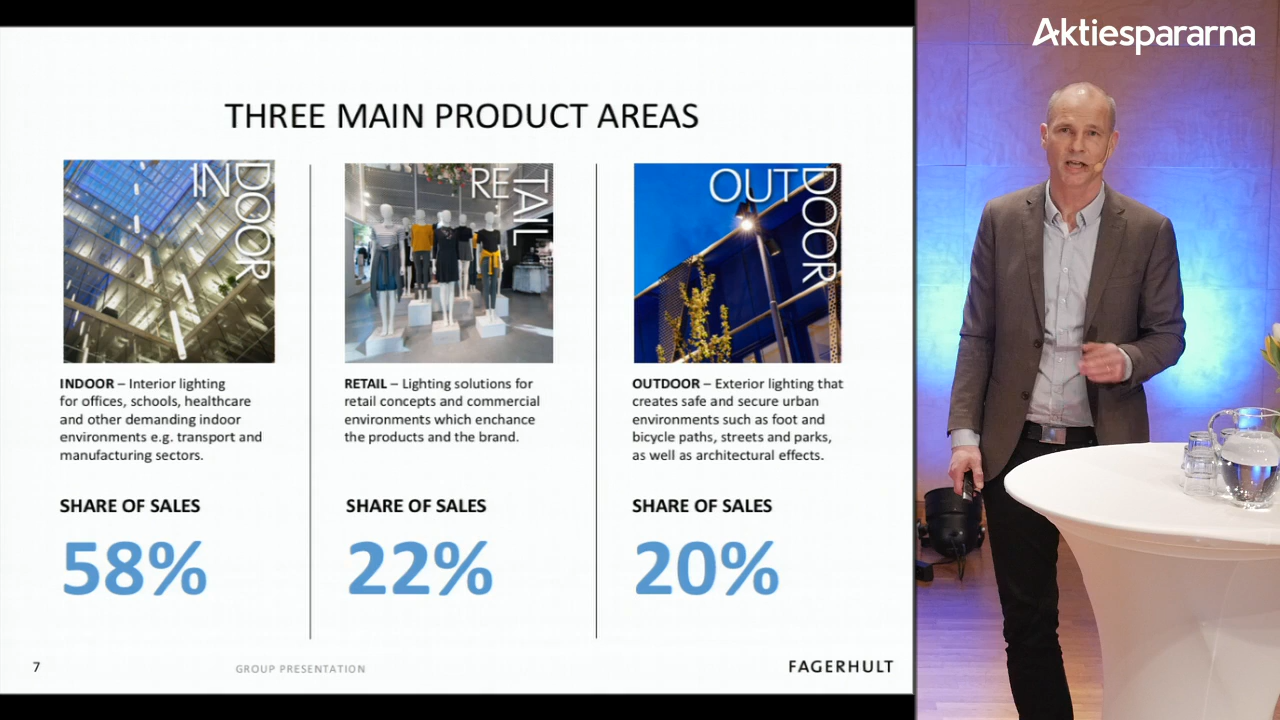 Aktiespararna
THREE MAIN PRODUCT AREAS
INDOOR
RETAIL
OUTDOOR
INDOOR – Interior lighting
for offices, schools, healthcare
and other demanding indoor
environments e.g. transport and
manufacturing sectors.
RETAIL – Lighting solutions for
retail concepts and commercial
environments which enchance
the products and the brand.
OUTDOOR – Exterior lighting that
creates safe and secure urban
environments such as foot and
bicycle paths, streets and parks,
as well as architectural effects.
SHARE OF SALES
58%
SHARE OF SALES
22%
SHARE OF SALES
20%
7
GROUP PRESENTATION
FAGERHULT